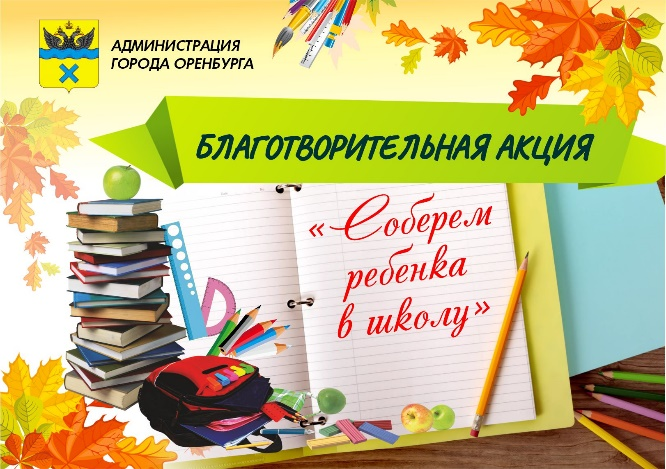 АДМИНИСТРАЦИЯ
ГОРОДА ОРЕНБУРГА
БЛАГОТВОРИТЕЛЬНАЯ АКЦИЯ
«Соберем
ребенка
в школу»